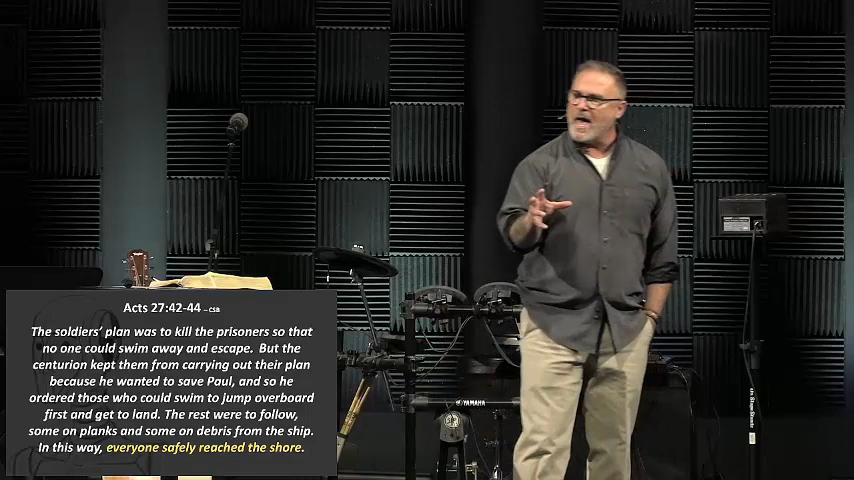 Acts 27:42-44 – CSB
The soldiers' plan was to kill the prisoners so that
no one could swim away and escape.  But the
centurion kept them from carrying out their plan
because he wanted to save Paul, and so he
ordered those who could swim to jump overboard
first and get to land. The rest were to follow,
some on planks and some on debris from the ship.
In this way, everyone safely reached the shore.
YAMAHA
On Stage Stands